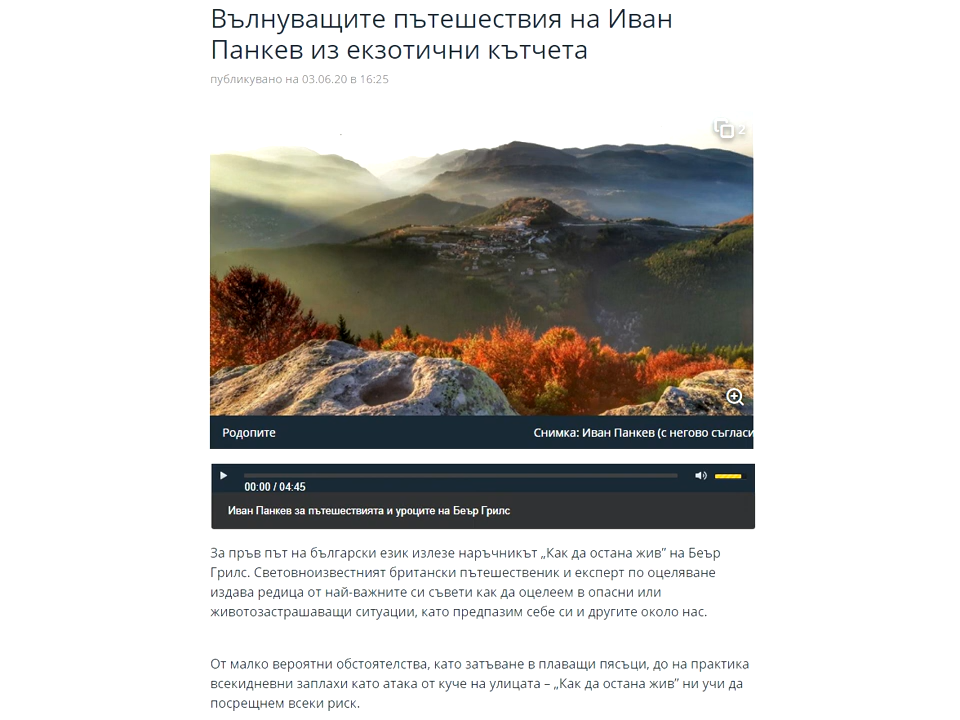 Вълнуващите пътешествия на Иван
Панкев из екзотични кътчета
публикувано на 03.06.20 в 16:25
2
Родопите
Снимка: Иван Панкев (с негово съгласи
00:00 / 04:45
Иван Панкев за пътешествията и уроците на Беър Грилс
За пръв път на български език излезе наръчникът „Как да остана жив” на Беър
Грилс. Световноизвестният британски пътешественик и експерт по оцеляване
издава редица от най-важните си съвети как да оцелеем в опасни или
животозастрашаващи ситуации, като предпазим себе си и другите около нас.
От малко вероятни обстоятелства, като затъване в плаващи пясъци, до на практика
всекидневни заплахи като атака от куче на улицата – „Как да остана жив” ни учи да
посрещнем всеки риск.